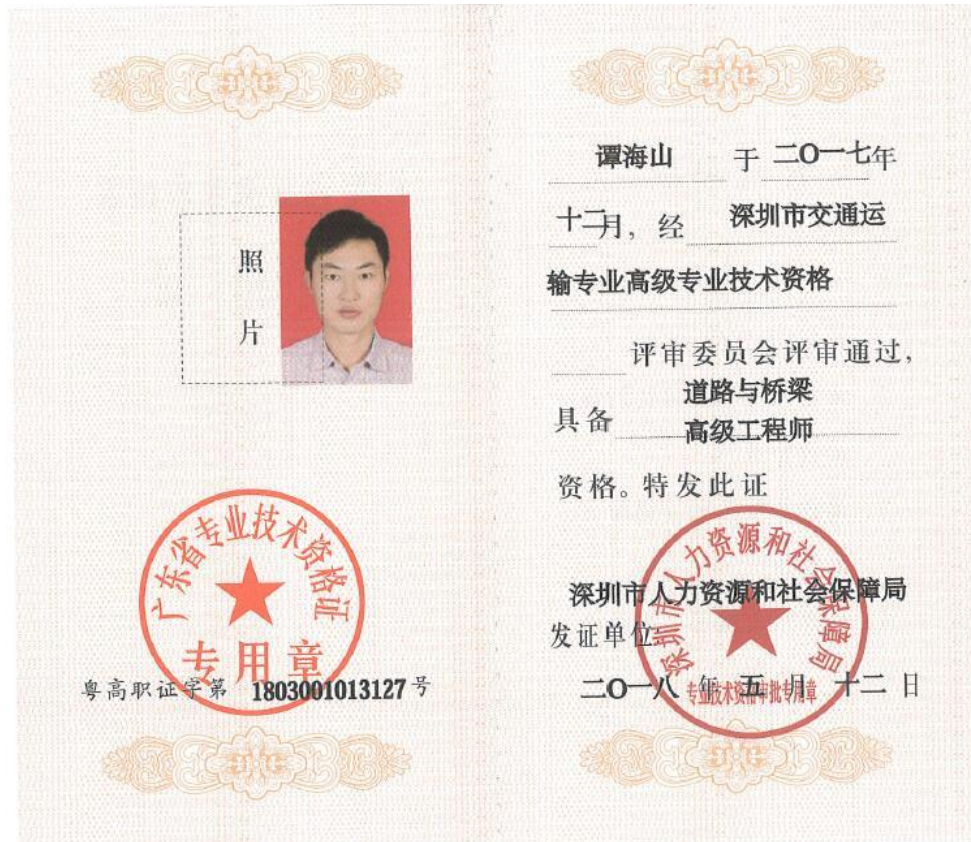 照
片
广东省专业技术资格证
专用章
粤高职证字第 1803001013127 号
谭海山 于 二O一七年
十二月，经 深圳市交通运
输专业高级专业技术资格
评审委员会评审通过，
道路与桥梁
具备 高级工程师
资格。特发此证
深圳市人力资源和社会保障局
深圳市人力资源和社会保障局
发证单位
二O一八 年 五 月 十二 日
专业技术资格审批专用章